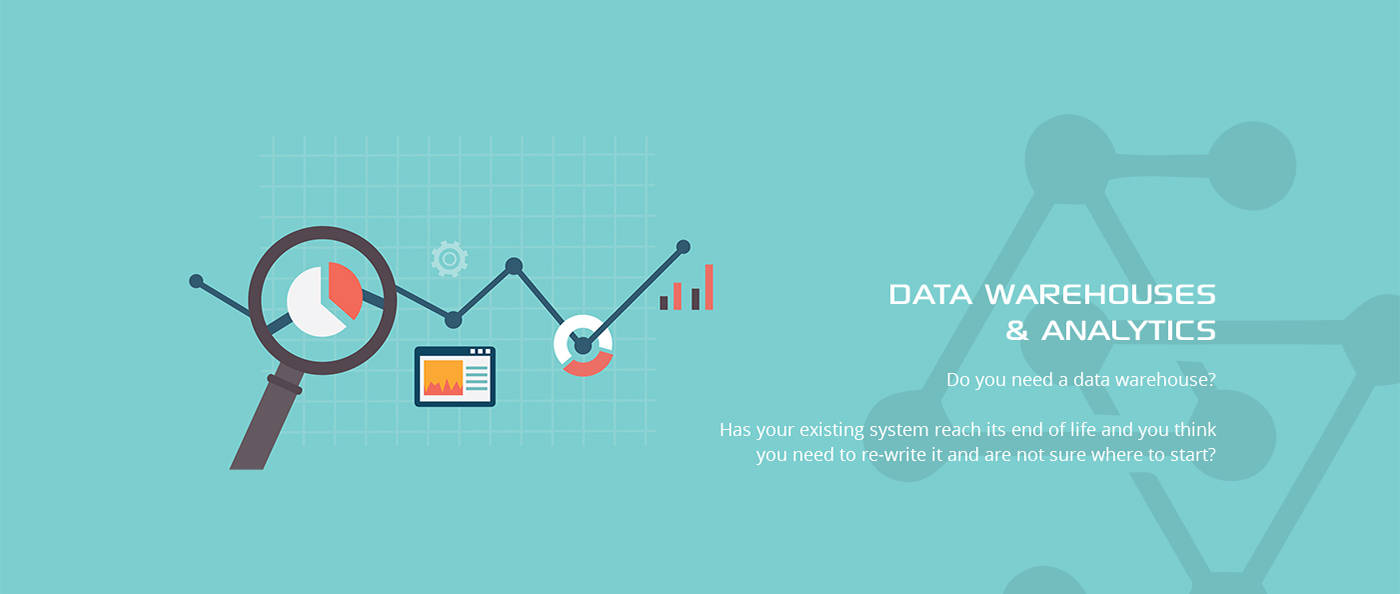 DATA WAREHOUSES
& ANALYTICS
Do you need a data warehouse?
Has your existing system reach its end of life and you think
you need to re-write it and are not sure where to start?